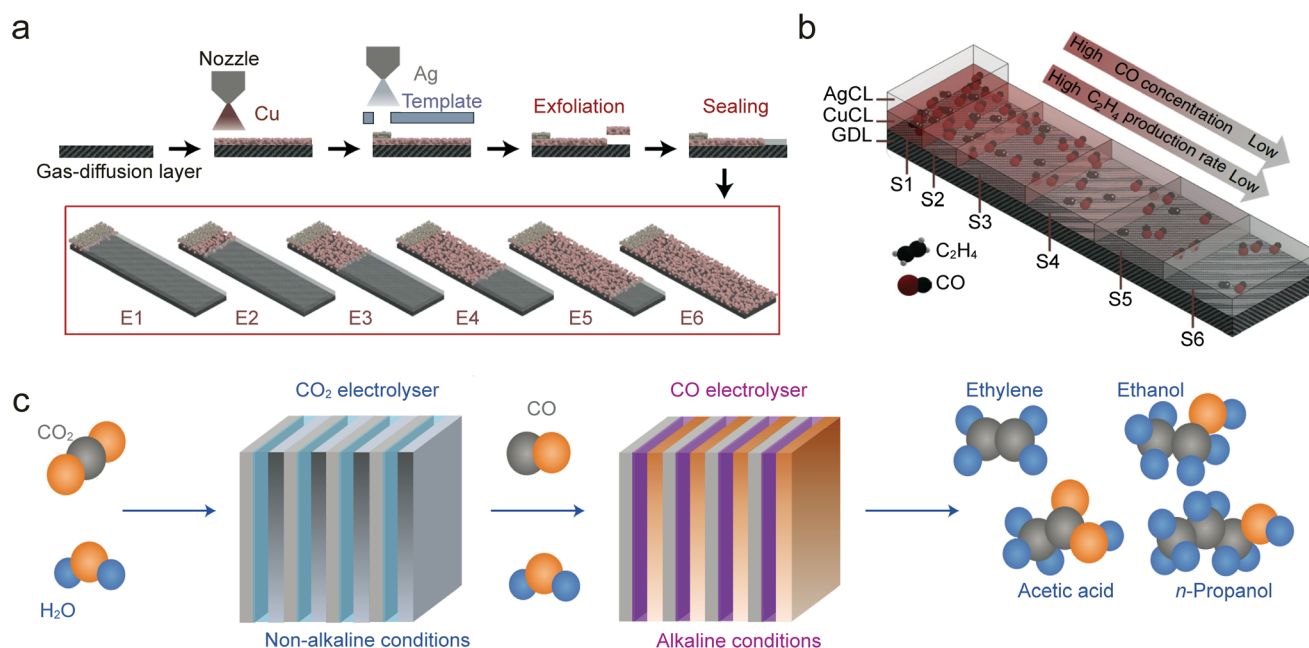 a
Nozzle
Cu
Ag
Template
Exfoliation
Sealing
Gas-diffusion layer
E1
E2
E3
E4
E5
E6
b
High CO concentration Low
High C₂H₄ production rate Low
AgCL
CuCL
GDL
S1
S2
S3
S4
S5
S6
C₂H₄
CO
c
CO₂
H₂O
CO₂ electrolyser
Non-alkaline conditions
CO
CO electrolyser
Alkaline conditions
Ethylene
Ethanol
Acetic acid
n-Propanol